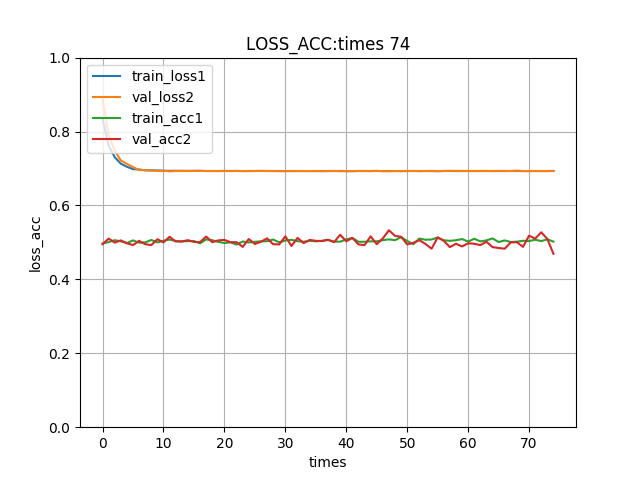 LOSS_ACC:times 74
1.0
0.8
0.6
0.4
0.2
0.0
loss_acc
train_loss1
val_loss2
train_acc1
val_acc2
0 10 20 30 40 50 60 70
times